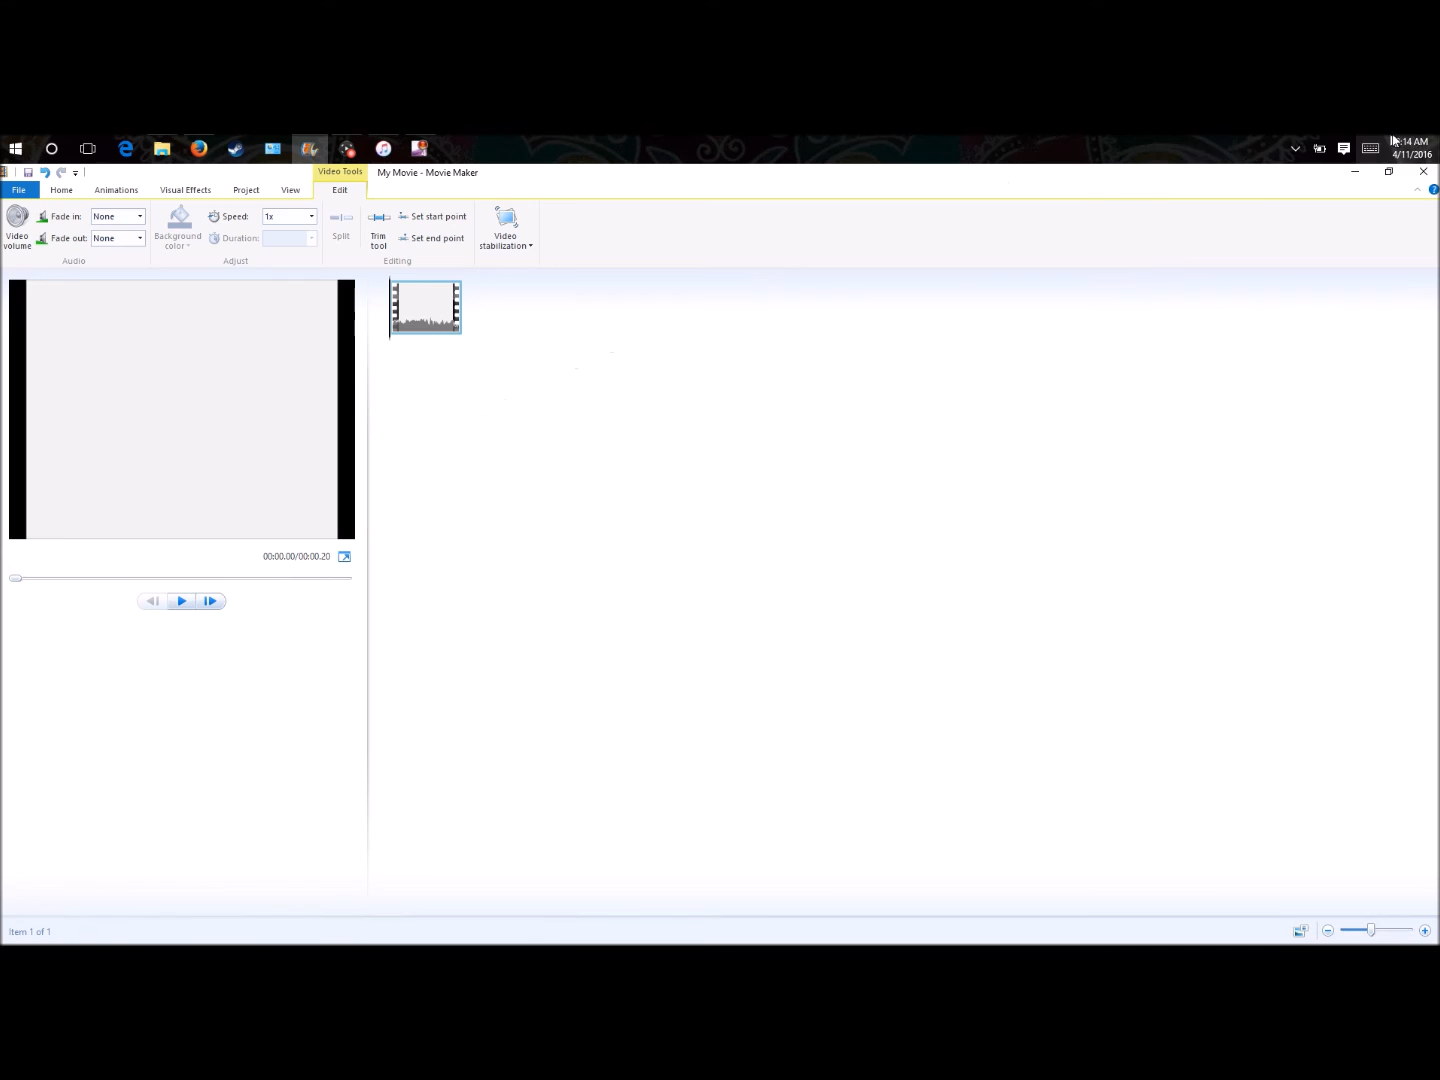 :14 AM
4/11/2016
Video Tools
My Movie - Movie Maker
File
Home
Animations
Visual Effects
Project
View
Edit
Video
volume
Fade in:
None
Fade out:
None
Audio
Background
color
Speed:
1x
Duration:
Adjust
Split
Trim
tool
Set start point
Set end point
Editing
Video
stabilization
00:00.00/00:00.20
Item 1 of 1